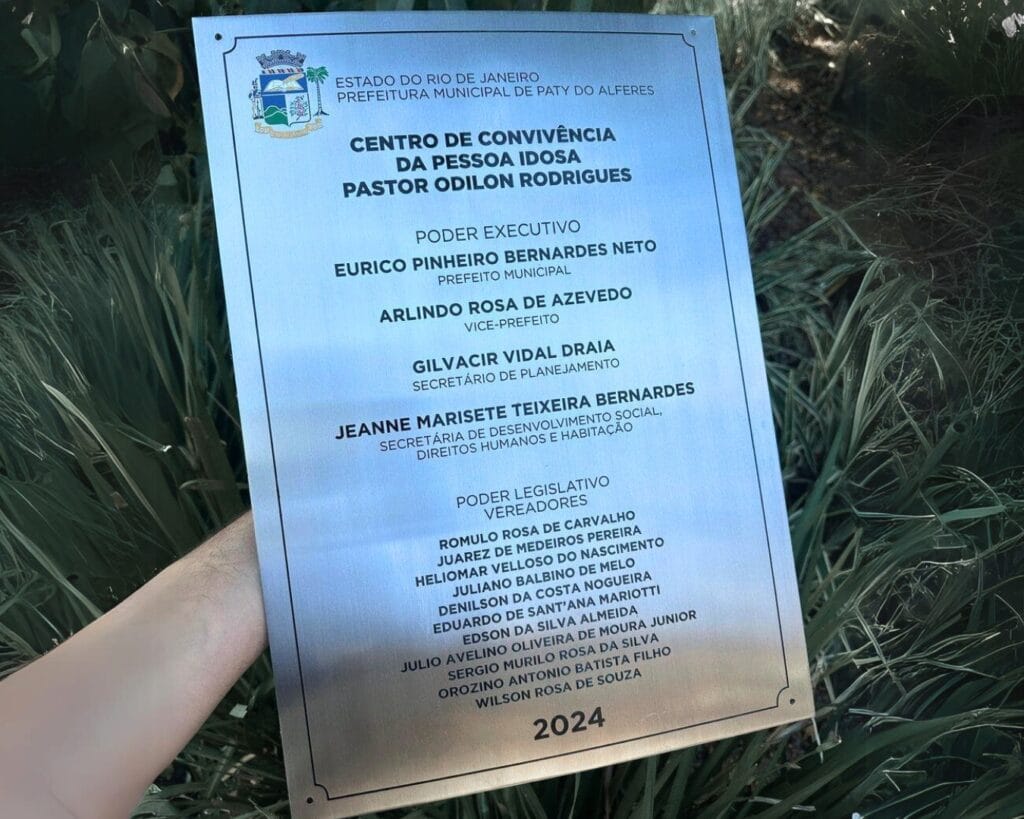 ESTADO DO RIO DE JANEIRO
PREFEITURA MUNICIPAL DE PATY DO ALFERES
CENTRO DE CONVIVÊNCIA
DA PESSOA IDOSA
PASTOR ODILON RODRIGUES
PODER EXECUTIVO
EURICO PINHEIRO BERNARDES NETO
PREFEITO MUNICIPAL
ARLINDO ROSA DE AZEVEDO
VICE-PREFEITO
GILVACIR VIDAL DRAIA
SECRETÁRIO DE PLANEJAMENTO
JEANNE MARISETE TEIXEIRA BERNARDES
SECRETÁRIA DE DESENVOLVIMENTO SOCIAL,
DIREITOS HUMANOS E HABITAÇÃO
PODER LEGISLATIVO
VEREADORES
ROMULO ROSA DE CARVALHO
JUAREZ DE MEDEIROS PEREIRA
HELIOMAR VELLOSO DO NASCIMENTO
JULIANO BALBINO DE MELO
DENILSON DA COSTA NOGUEIRA
EDUARDO DE SANT'ANA MARIOTTI
EDSON DA SILVA ALMEIDA
JULIO AVELINO OLIVEIRA DE MOURA JUNIOR
SERGIO MURILO ROSA DA SILVA
OROZINO ANTONIO BATISTA FILHO
WILSON ROSA DE SOUZA
2024